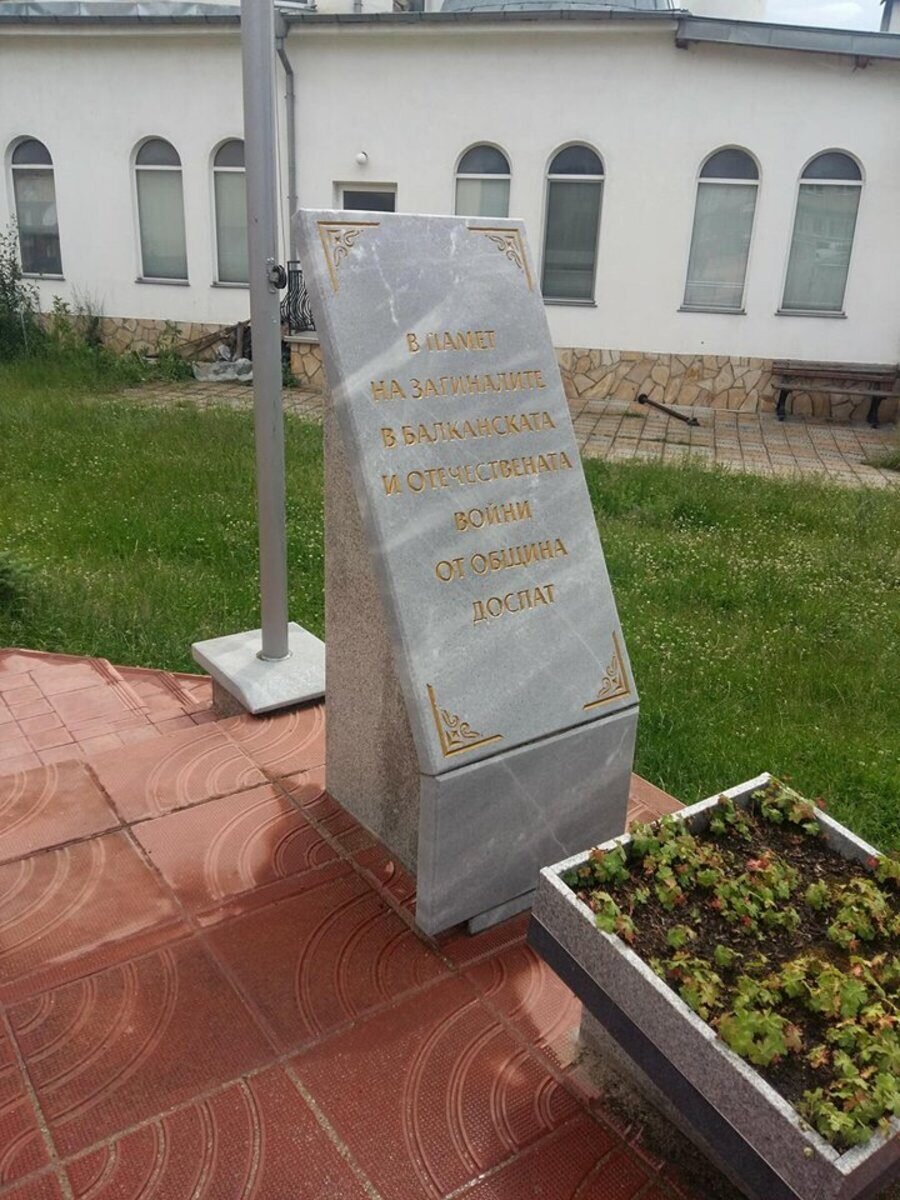 В ПАМЕТ
НА ЗАГИНАЛИТЕ
В БАЛКАНСКАТА
И ОТЕЧЕСТВЕНАТА
ВОЙНИ
ОТ ОБЩИНА
ДОСПАТ